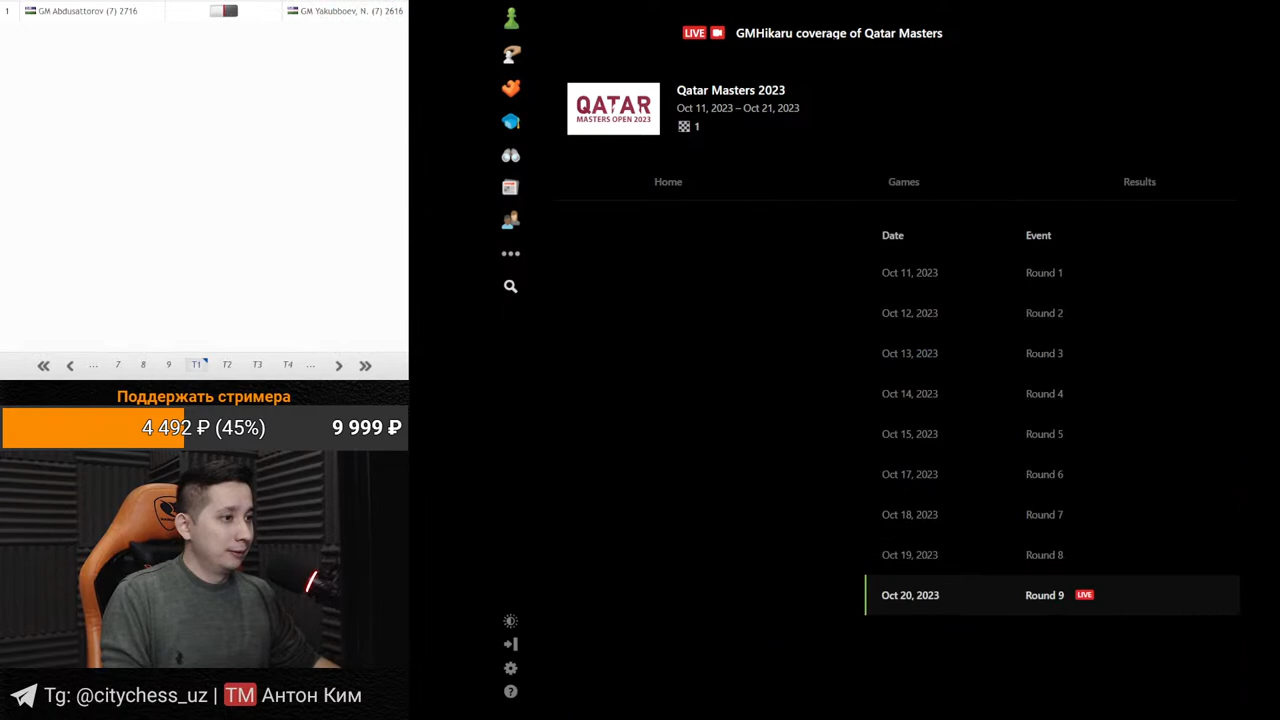 1 GM Abdusattorov (7) 2716 GM Yakubboev, N. (7) 2616
... 7 8 9 T1 T2 T3 T4 ...
Поддержать стримера
4 492 ₽ (45%) 9 999 ₽
Tg: @citychess_uz | TM Антон Ким
LIVE GMHikaru coverage of Qatar Masters
QATAR
MASTERS OPEN 2023
Qatar Masters 2023
Oct 11, 2023 – Oct 21, 2023
1
Home Games Results
Date Event
Oct 11, 2023 Round 1
Oct 12, 2023 Round 2
Oct 13, 2023 Round 3
Oct 14, 2023 Round 4
Oct 15, 2023 Round 5
Oct 17, 2023 Round 6
Oct 18, 2023 Round 7
Oct 19, 2023 Round 8
Oct 20, 2023 Round 9 LIVE